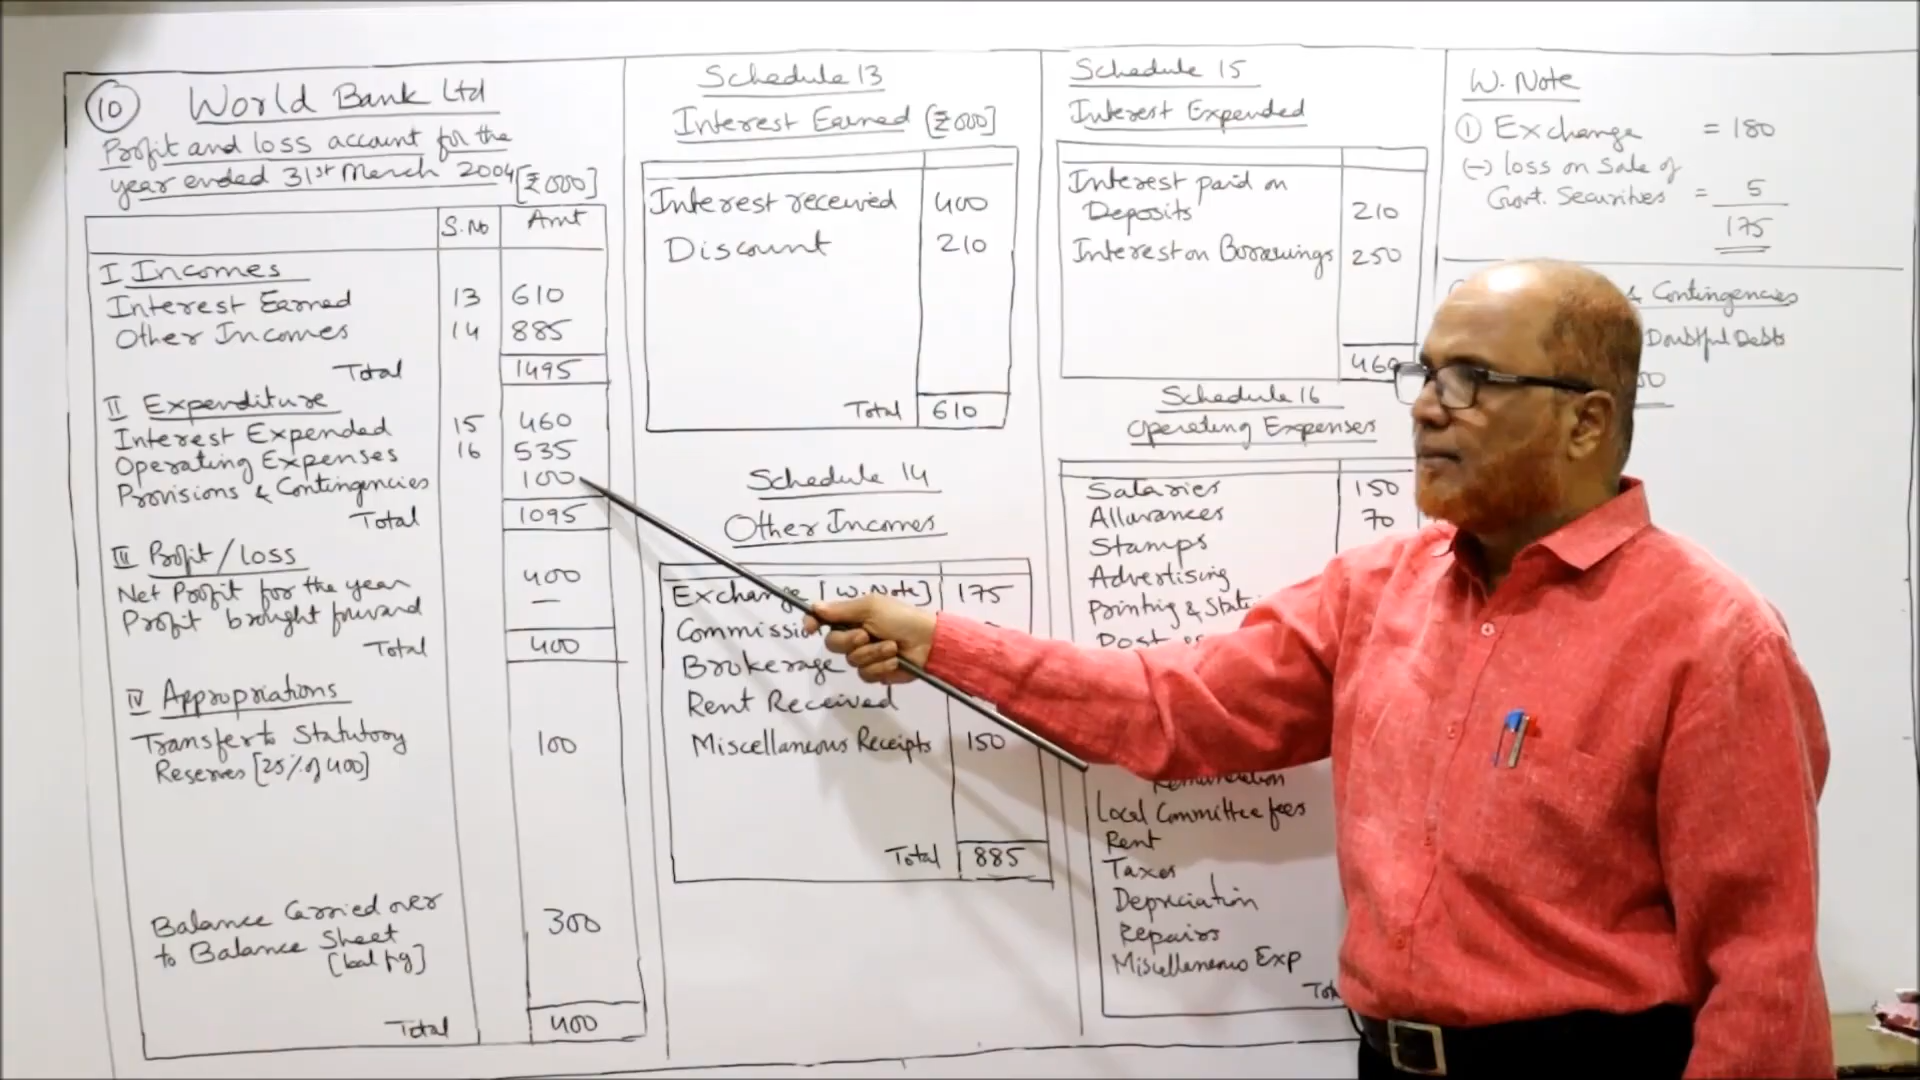 10 World Bank Ltd
Profit and loss account for the
year ended 31st March 2004 [₹000]
S.No Amt
I Incomes
Interest Earned 13 610
Other Incomes 14 885
Total 1495
II Expenditure
Interest Expended 15 460
Operating Expenses 16 535
Provisions & Contingencies 100
Total 1095
III Profit/loss
Net Profit for the year 400
Profit brought forward —
Total 400
IV Appropriations
Transfer to Statutory 100
Reserves [25% of 400]
Balance Carried over 300
to Balance Sheet
[bal fg]
Total 400
Schedule 13
Interest Earned [₹000]
Interest received 400
Discount 210
Total 610
Schedule 14
Other Incomes
Exchange [W.Note] 175
Brokerage
Rent Received
Miscellaneous Receipts 150
Total 885
Schedule 15
Interest Expended
Interest paid on
Deposits 210
Interest on Borrowings 250
460
Schedule 16
Operating Expenses
Salaries 150
Allowances 70
Stamps
Advertising
Printing &
Local Committee fees
Rent
Taxes
Depreciation
Repairs
Miscellaneous Exp
W. Note
① Exchange = 180
(-) loss on Sale of
Govt. Securities = 5
175
& Contingencies
Doubtful Debts